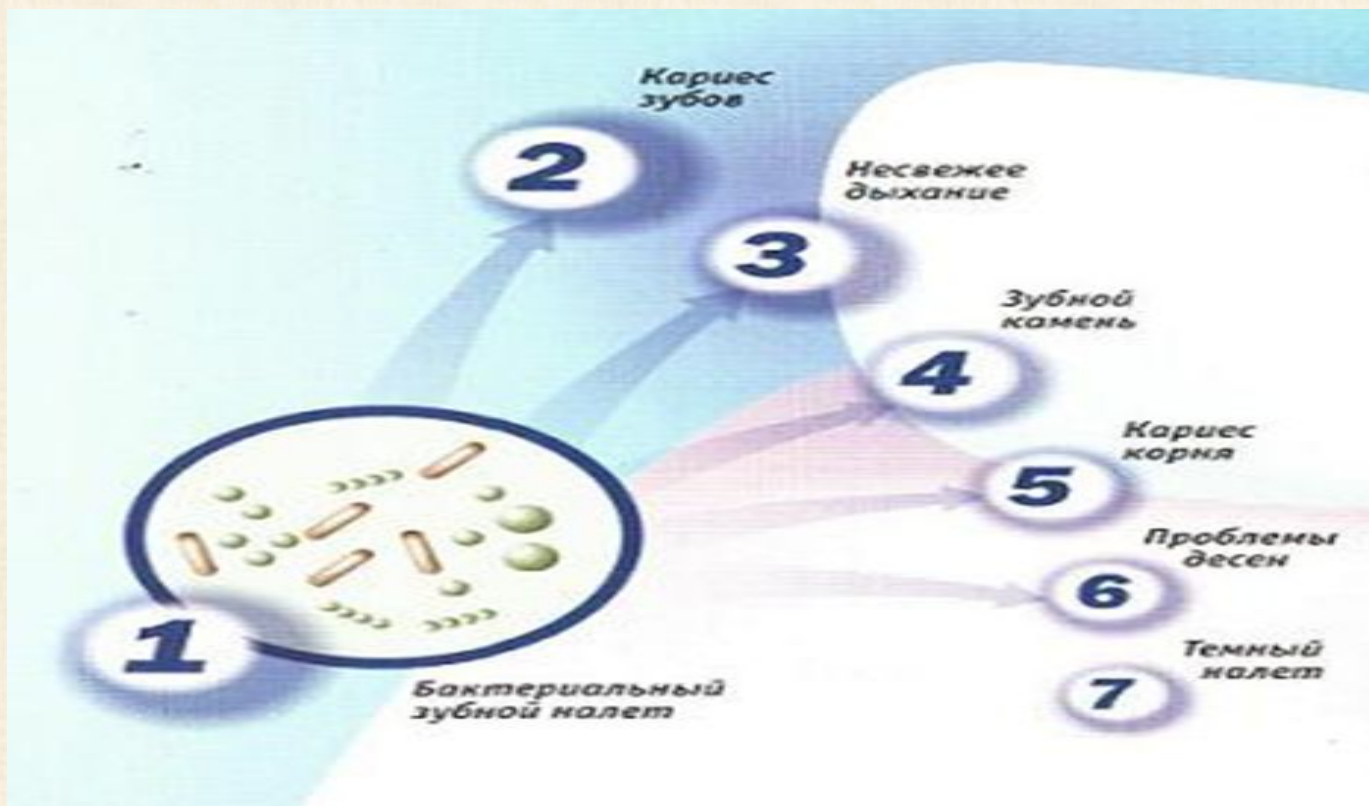 Кариес
зубов
2
Несвежее
дыхание
3
Зубной
камень
4
Кариес
корня
5
Проблемы
десен
6
Темный
налет
7
1
Бактериальный
зубной налет